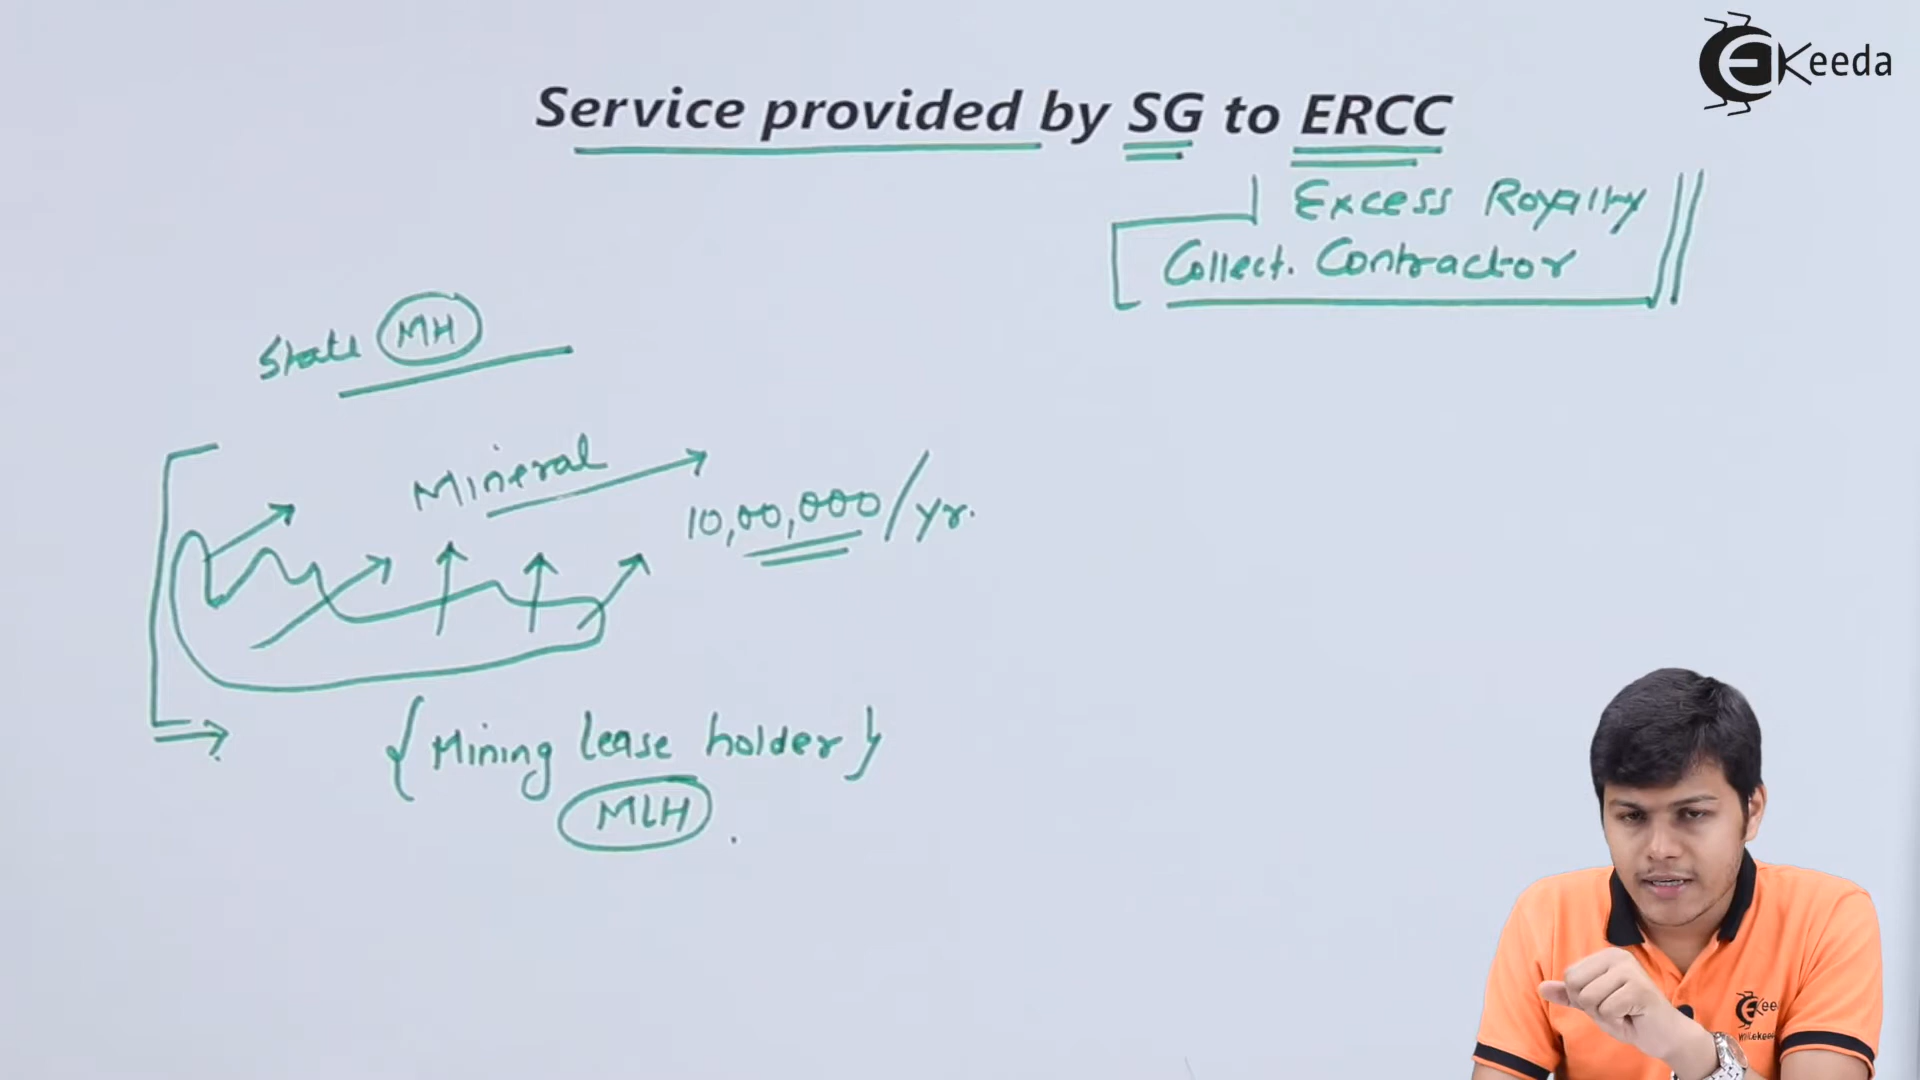 EKeeda
Service provided by SG to ERCC
Excess Royalty
Collect. Contractor
State MH
Mineral
10,00,000/yr.
{Mining lease holder}
MLH